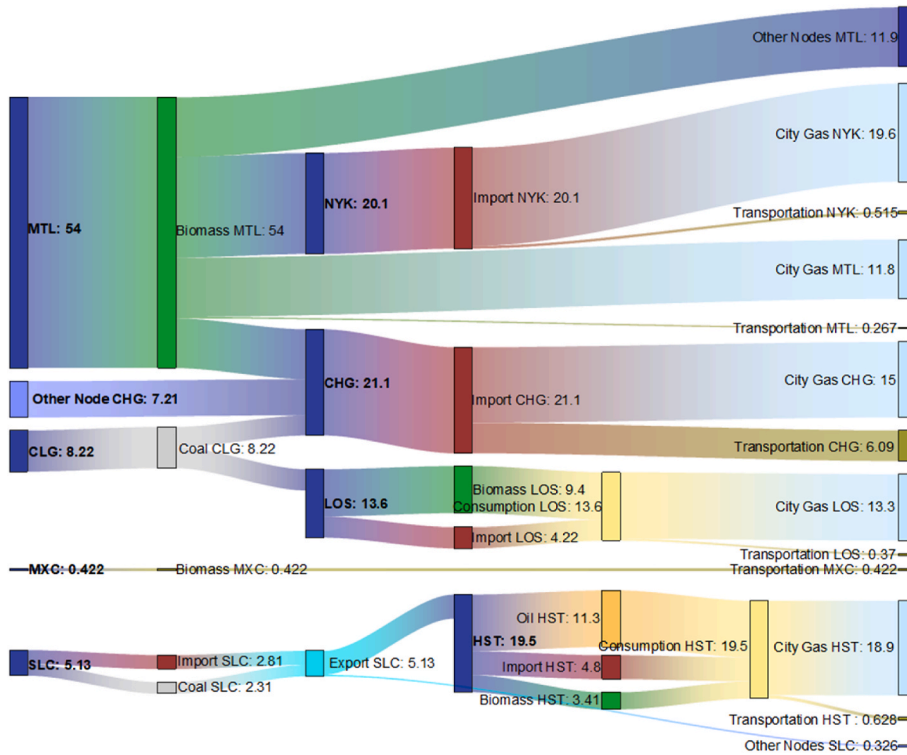 Other Nodes MTL: 11.9
City Gas NYK: 19.6
NYK: 20.1
Import NYK: 20.1
Transportation NYK: 0.515
MTL: 54
Biomass MTL: 54
City Gas MTL: 11.8
Transportation MTL: 0.267
CHG: 21.1
Import CHG: 21.1
City Gas CHG: 15
Other Node CHG: 7.21
Transportation CHG: 6.09
CLG: 8.22
Coal CLG: 8.22
Biomass LOS: 9.4
LOS: 13.6
Consumption LOS: 13.6
City Gas LOS: 13.3
Import LOS: 4.22
Transportation LOS: 0.37
MXC: 0.422
Biomass MXC: 0.422
Transportation MXC: 0.422
Oil HST: 11.3
HST: 19.5
Consumption HST: 19.5
City Gas HST: 18.9
SLC: 5.13
Import SLC: 2.81
Export SLC: 5.13
Import HST: 4.8
Coal SLC: 2.31
Biomass HST: 3.41
Transportation HST : 0.628
Other Nodes SLC: 0.326